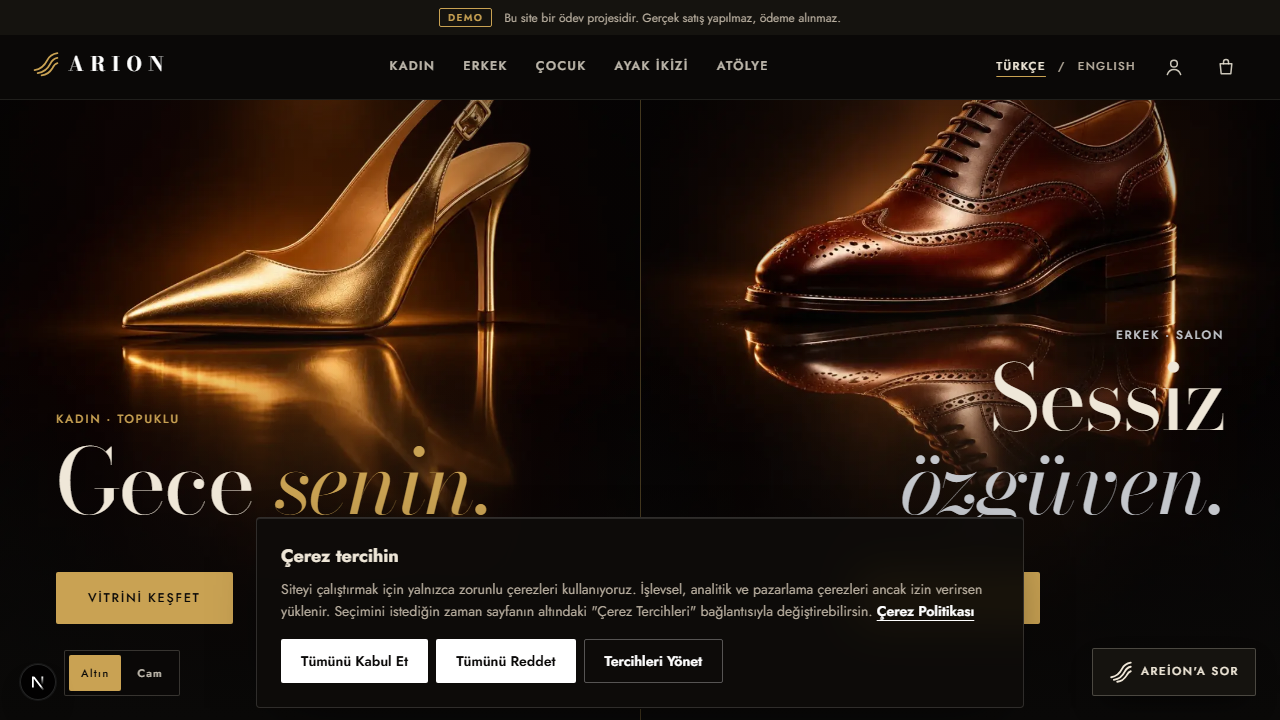 DEMO Bu site bir ödev projesidir. Gerçek satış yapılmaz, ödeme alınmaz.
ARION KADIN ERKEK ÇOCUK AYAK İKİZİ ATÖLYE TÜRKÇE / ENGLISH
KADIN · TOPUKLU
Gece senin.
VİTRİNİ KEŞFET
ERKEK · SALON
Sessiz
özgüven.
Çerez tercihin
Siteyi çalıştırmak için yalnızca zorunlu çerezleri kullanıyoruz. İşlevsel, analitik ve pazarlama çerezleri ancak izin verirsen
yüklenir. Seçimini istediğin zaman sayfanın altındaki "Çerez Tercihleri" bağlantısıyla değiştirebilirsin. Çerez Politikası
Tümünü Kabul Et Tümünü Reddet Tercihleri Yönet
N Altın Cam
AREİON'A SOR